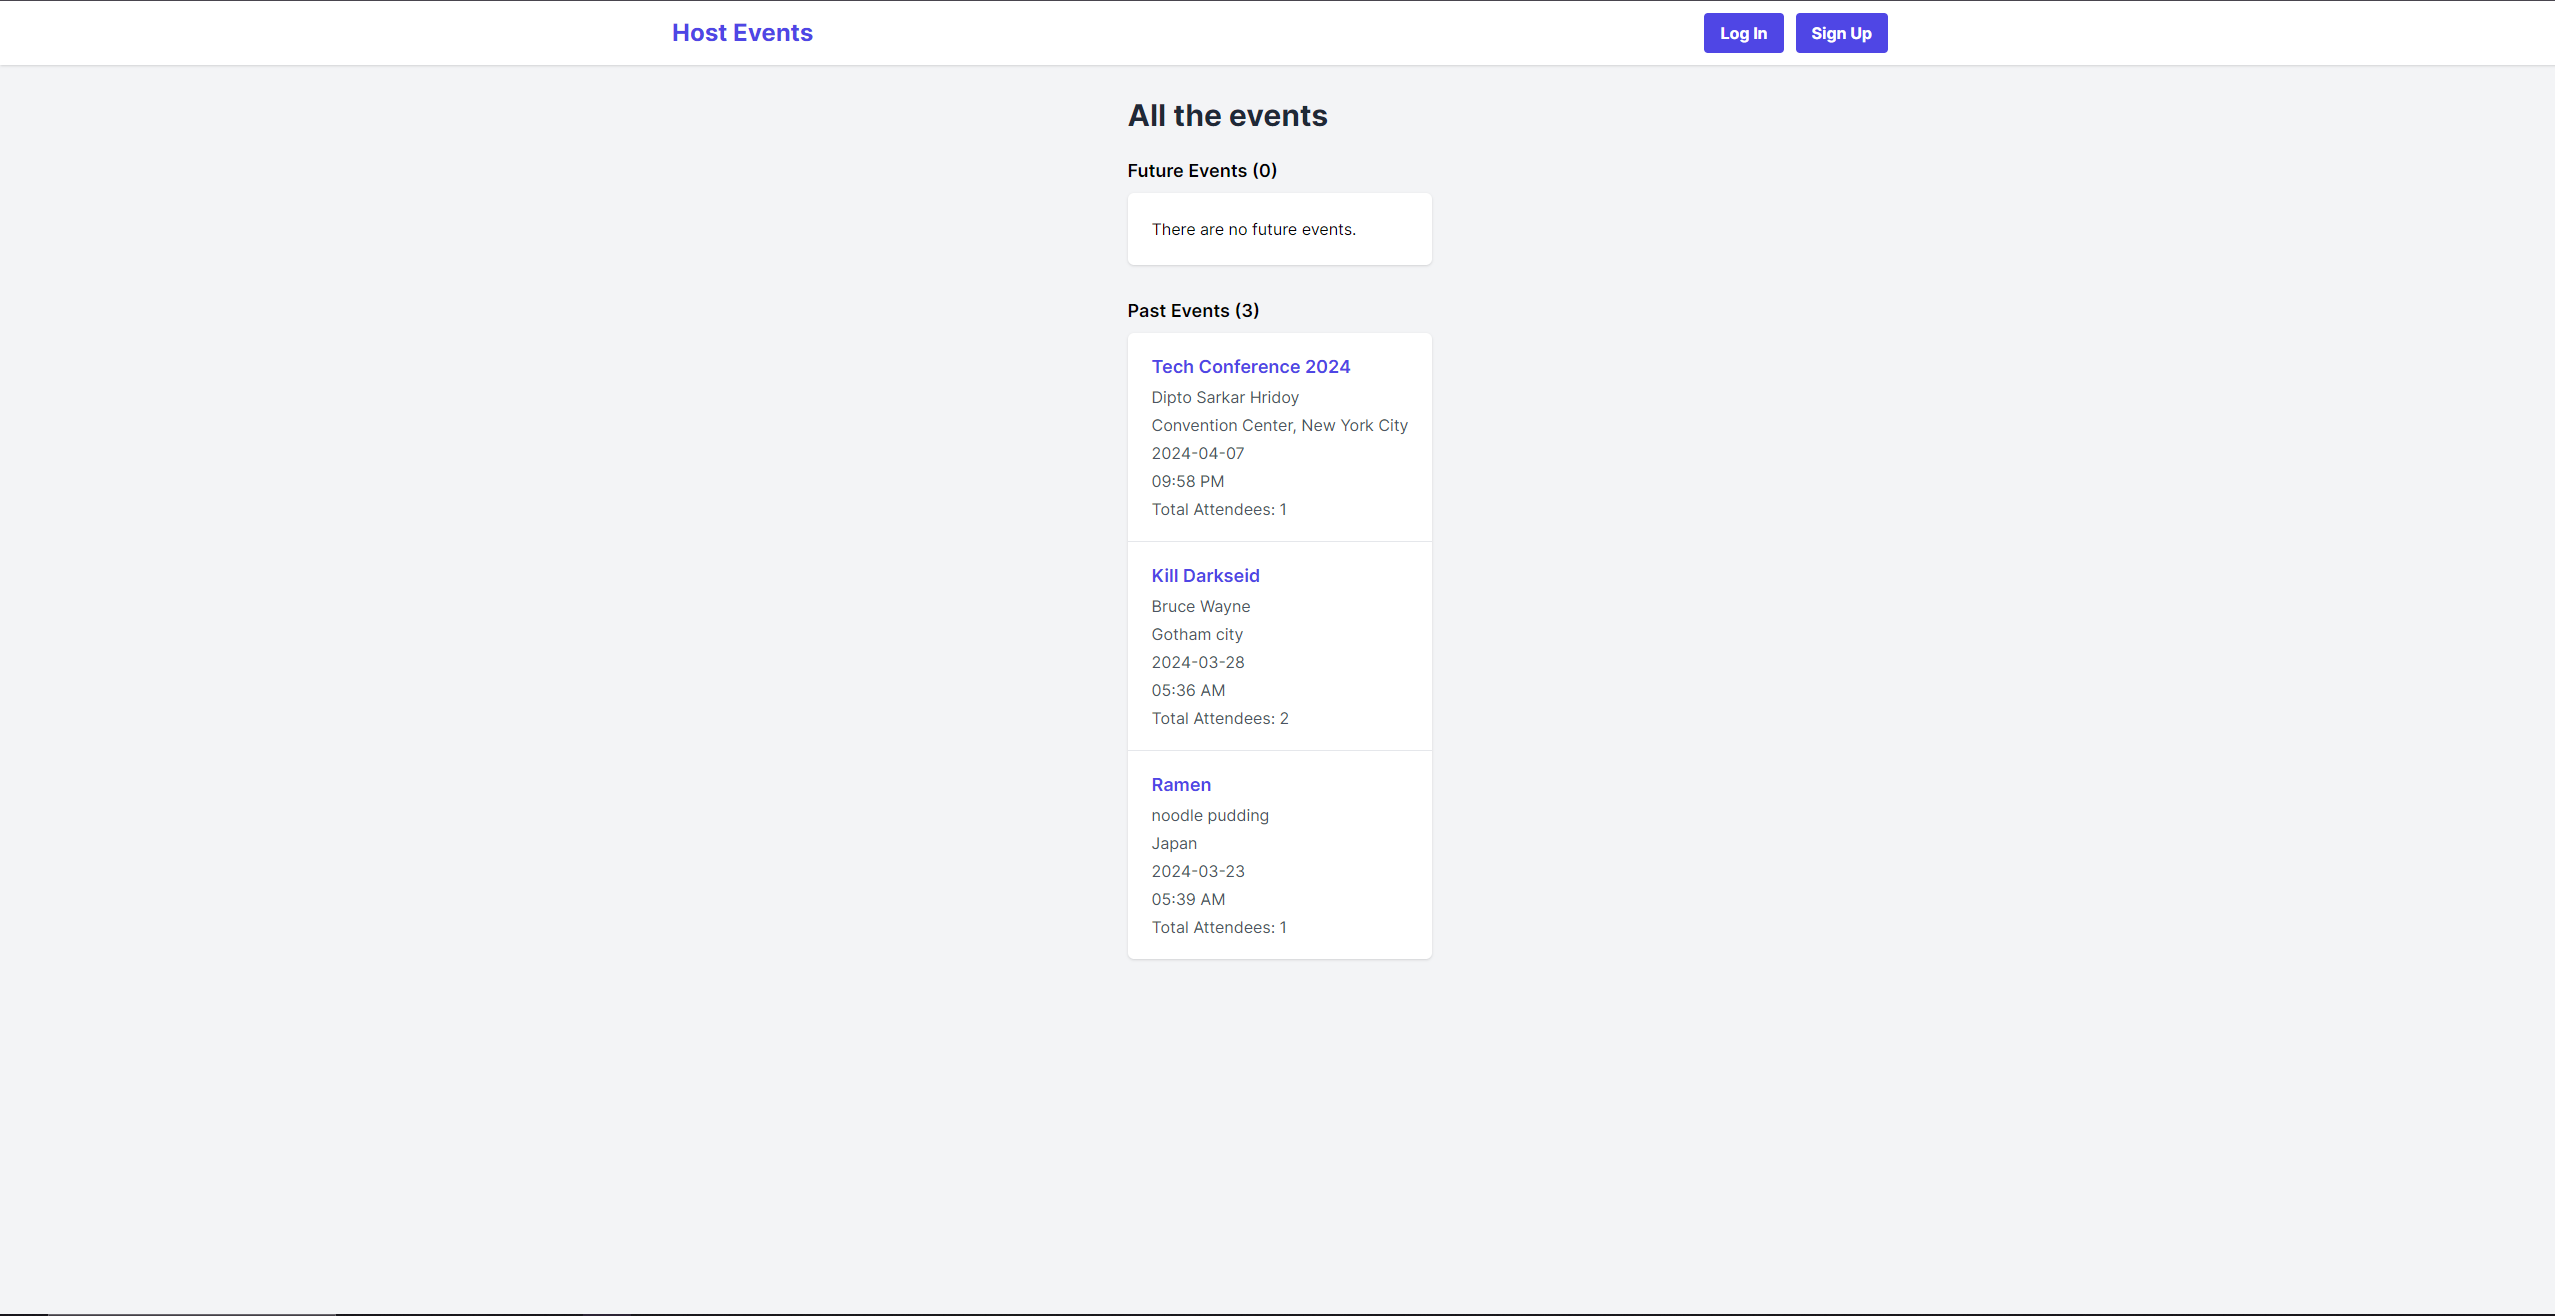 Host Events
Log In
Sign Up
All the events
Future Events (0)
There are no future events.
Past Events (3)
Tech Conference 2024
Dipto Sarkar Hridoy
Convention Center, New York City
2024-04-07
09:58 PM
Total Attendees: 1
Kill Darkseid
Bruce Wayne
Gotham city
2024-03-28
05:36 AM
Total Attendees: 2
Ramen
noodle pudding
Japan
2024-03-23
05:39 AM
Total Attendees: 1